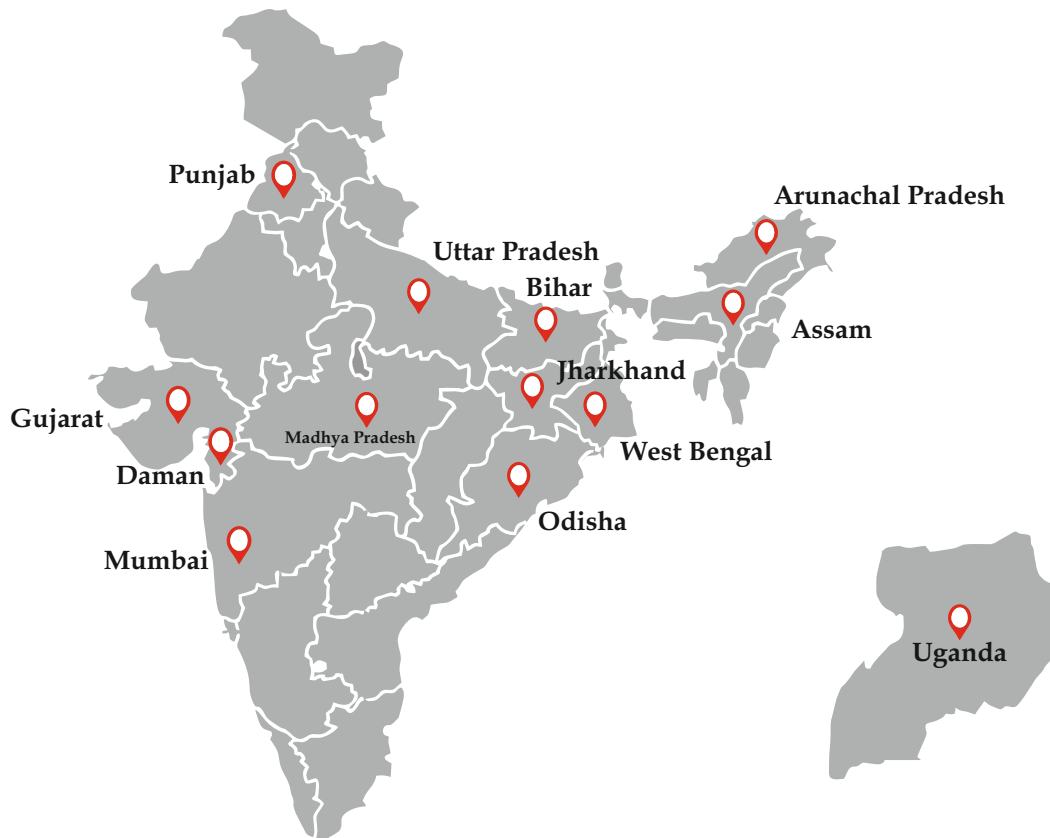 Punjab
Arunachal Pradesh
Uttar Pradesh
Bihar
Assam
Jharkhand
Gujarat
Madhya Pradesh
West Bengal
Daman
Odisha
Mumbai
Uganda